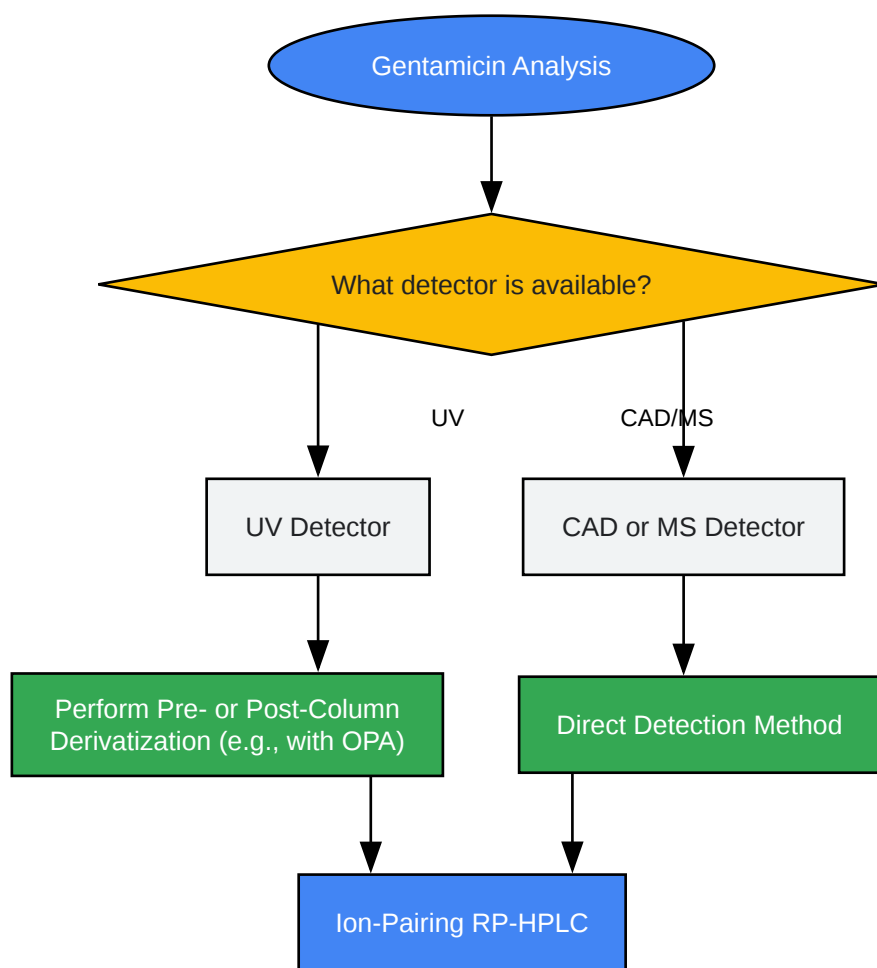 Gentamicin Analysis
What detector is available?
UV
CAD/MS
UV Detector
CAD or MS Detector
Perform Pre- or Post-Column
Derivatization (e.g., with OPA)
Direct Detection Method
Ion-Pairing RP-HPLC